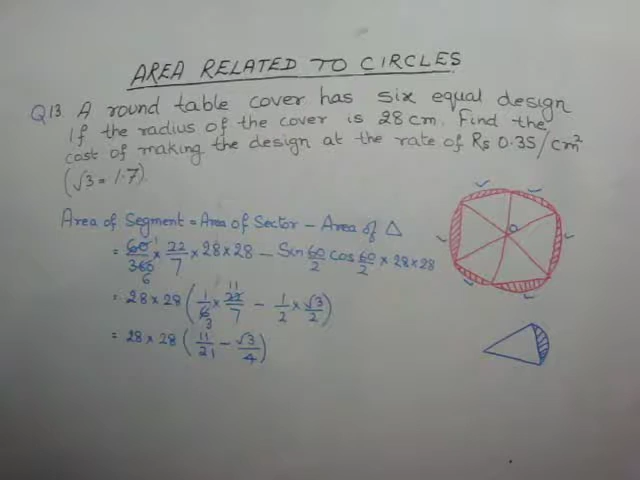 AREA RELATED TO CIRCLES
Q13 A round table cover has six equal design
If the radius of the cover is 28 cm. Find the
cost of making the design at the rate of Rs 0.35/cm²
(√3 = 1.7)
Area of Segment = Area of Sector - Area of Δ
= 60/360 × 22/7 × 28 × 28 - Sin 60/2 Cos 60/2 × 28 × 28
1
6
= 28 × 28 (1/6 × 22/7 - 1/2 × √3/2)
11
3
= 28 × 28 (11/21 - √3/4)
O